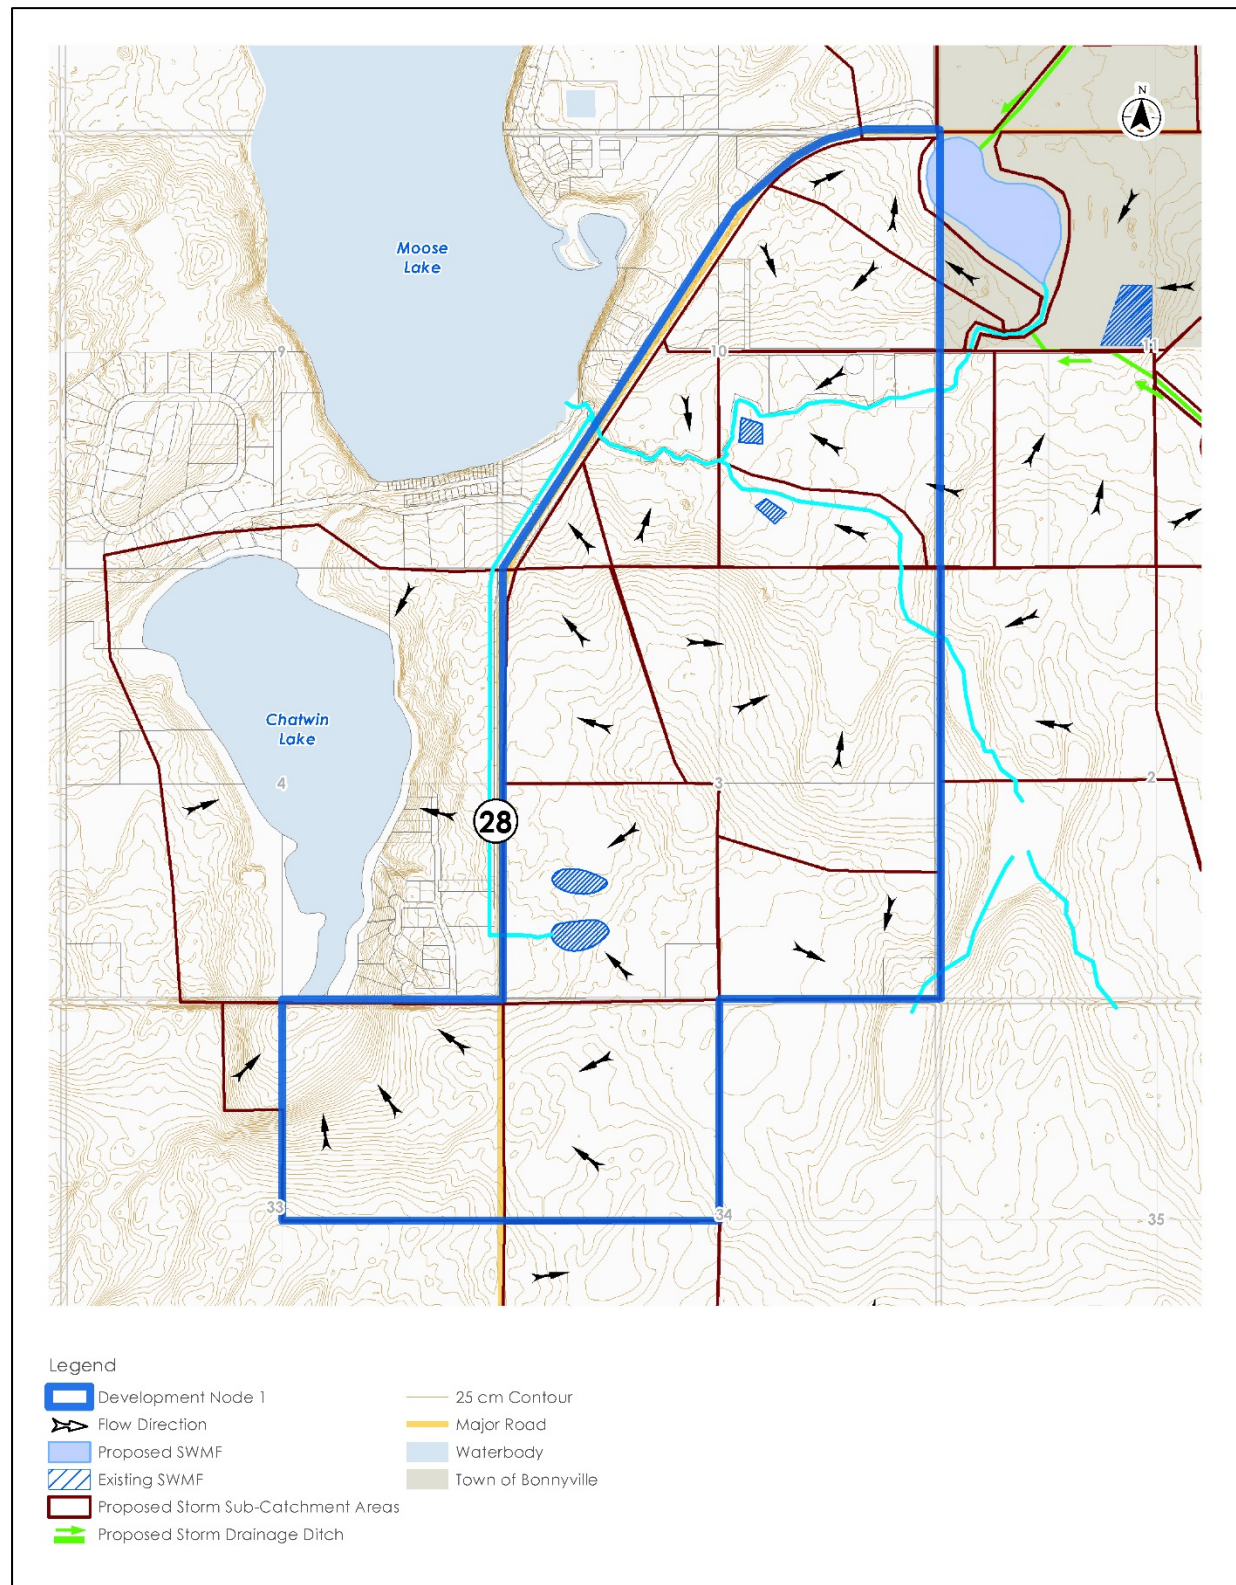 N
Moose
Lake
9
10
11
Chatwin
Lake
4
3
2
28
33
34
35
Legend
Development Node 1
Flow Direction
Proposed SWMF
Existing SWMF
Proposed Storm Sub-Catchment Areas
Proposed Storm Drainage Ditch
25 cm Contour
Major Road
Waterbody
Town of Bonnyville